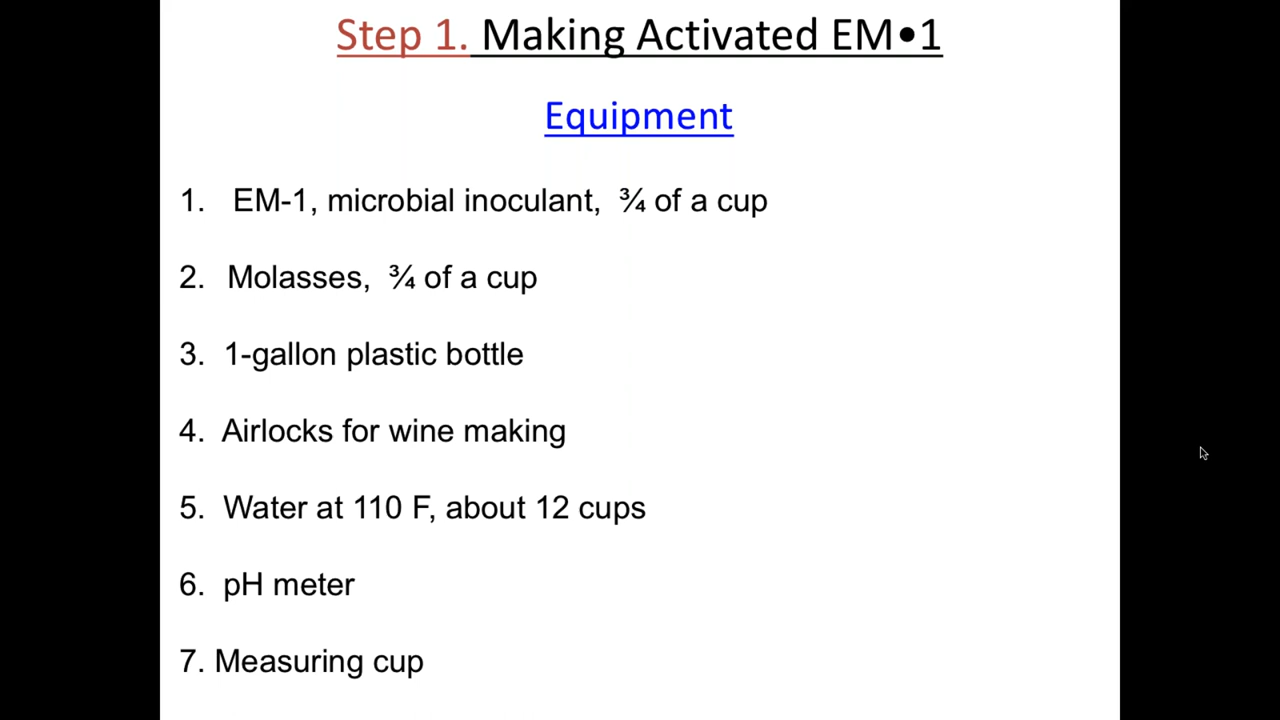 Step 1. Making Activated EM•1
Equipment
1. EM-1, microbial inoculant, ¾ of a cup
2. Molasses, ¾ of a cup
3. 1-gallon plastic bottle
4. Airlocks for wine making
5. Water at 110 F, about 12 cups
6. pH meter
7. Measuring cup